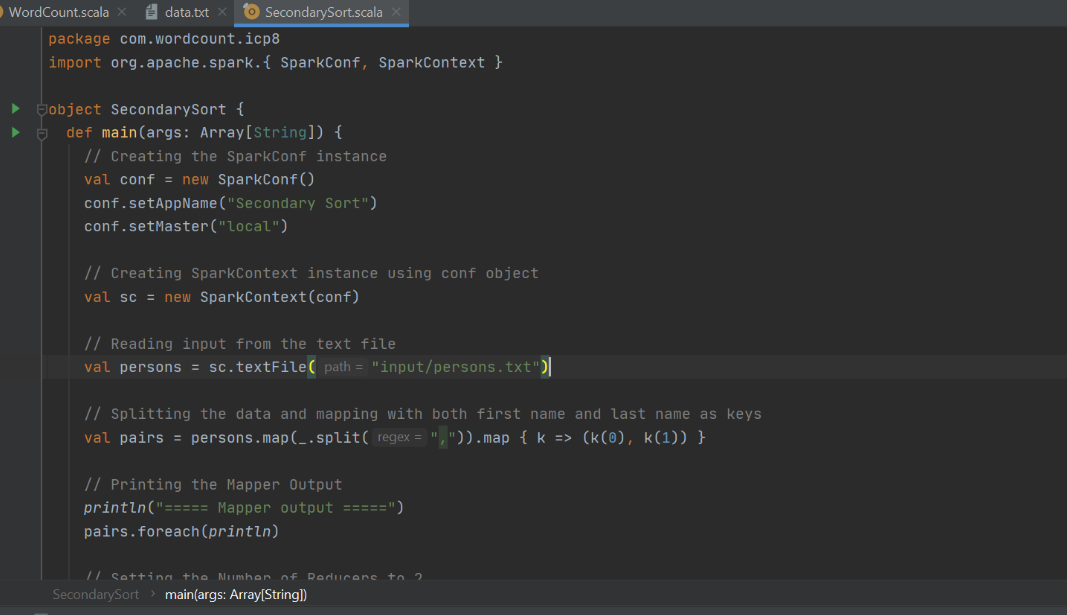 WordCount.scala × data.txt × SecondarySort.scala ×
package com.wordcount.icp8
import org.apache.spark.{ SparkConf, SparkContext }
object SecondarySort {
def main(args: Array[String]) {
// Creating the SparkConf instance
val conf = new SparkConf()
conf.setAppName("Secondary Sort")
conf.setMaster("local")
// Creating SparkContext instance using conf object
val sc = new SparkContext(conf)
// Reading input from the text file
val persons = sc.textFile( path = "input/persons.txt")
// Splitting the data and mapping with both first name and last name as keys
val pairs = persons.map(_.split( regex = ",")).map { k => (k(0), k(1)) }
// Printing the Mapper Output
println("===== Mapper output =====")
pairs.foreach(println)
// Setting the Number of Reducers to 2
SecondarySort › main(args: Array[String])